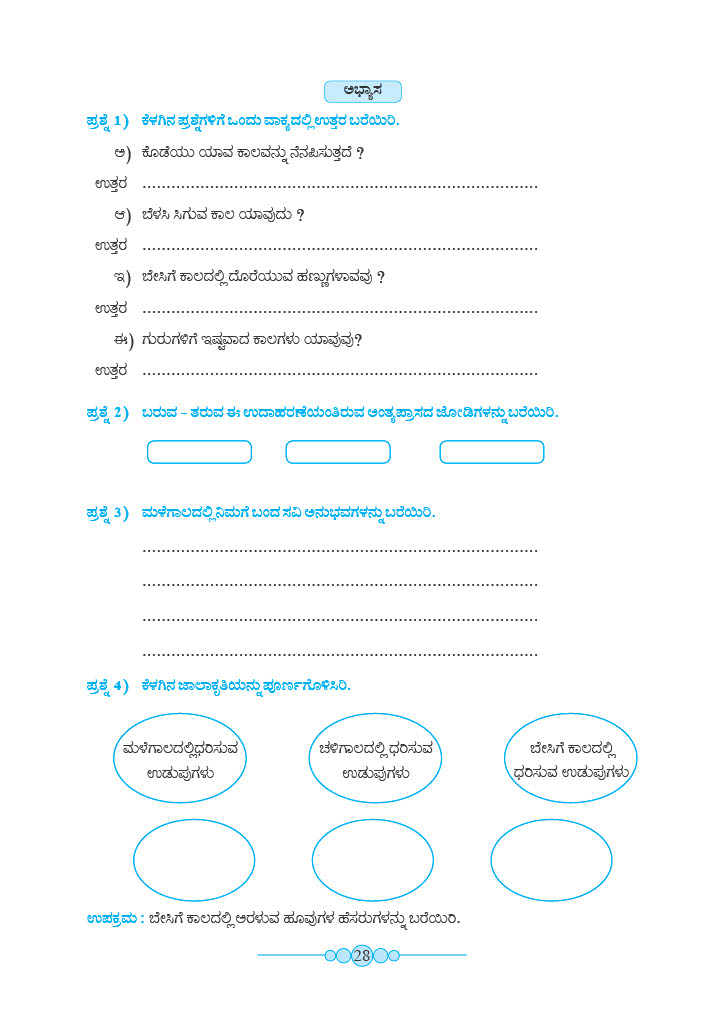 ಅಭ್ಯಾಸ
ಪ್ರಶ್ನೆ 1) ಕೆಳಗಿನ ಪ್ರಶ್ನೆಗಳಿಗೆ ಒಂದು ವಾಕ್ಯದಲ್ಲಿ ಉತ್ತರ ಬರೆಯಿರಿ.
ಅ) ಕೊಡೆಯು ಯಾವ ಕಾಲವನ್ನು ನೆನಪಿಸುತ್ತದೆ ?
ಉತ್ತರ ..................................................................................
ಆ) ಬೆಳಸಿ ಸಿಗುವ ಕಾಲ ಯಾವುದು ?
ಉತ್ತರ ..................................................................................
ಇ) ಬೇಸಿಗೆ ಕಾಲದಲ್ಲಿ ದೊರೆಯುವ ಹಣ್ಣುಗಳಾವವು ?
ಉತ್ತರ ..................................................................................
ಈ) ಗುರುಗಳಿಗೆ ಇಷ್ಟವಾದ ಕಾಲಗಳು ಯಾವುವು?
ಉತ್ತರ ..................................................................................
ಪ್ರಶ್ನೆ 2) ಬರುವ – ತರುವ ಈ ಉದಾಹರಣೆಯಂತಿರುವ ಅಂತ್ಯಪ್ರಾಸದ ಜೋಡಿಗಳನ್ನು ಬರೆಯಿರಿ.
ಪ್ರಶ್ನೆ 3) ಮಳೆಗಾಲದಲ್ಲಿ ನಿಮಗೆ ಬಂದ ಸವಿ ಅನುಭವಗಳನ್ನು ಬರೆಯಿರಿ.
..................................................................................
..................................................................................
..................................................................................
..................................................................................
ಪ್ರಶ್ನೆ 4) ಕೆಳಗಿನ ಜಾಲಾಕೃತಿಯನ್ನು ಪೂರ್ಣಗೊಳಿಸಿರಿ.
ಮಳೆಗಾಲದಲ್ಲಿಧರಿಸುವ
ಉಡುಪುಗಳು
ಚಳಿಗಾಲದಲ್ಲಿ ಧರಿಸುವ
ಉಡುಪುಗಳು
ಬೇಸಿಗೆ ಕಾಲದಲ್ಲಿ
ಧರಿಸುವ ಉಡುಪುಗಳು
ಉಪಕ್ರಮ : ಬೇಸಿಗೆ ಕಾಲದಲ್ಲಿ ಅರಳುವ ಹೂವುಗಳ ಹೆಸರುಗಳನ್ನು ಬರೆಯಿರಿ.
28